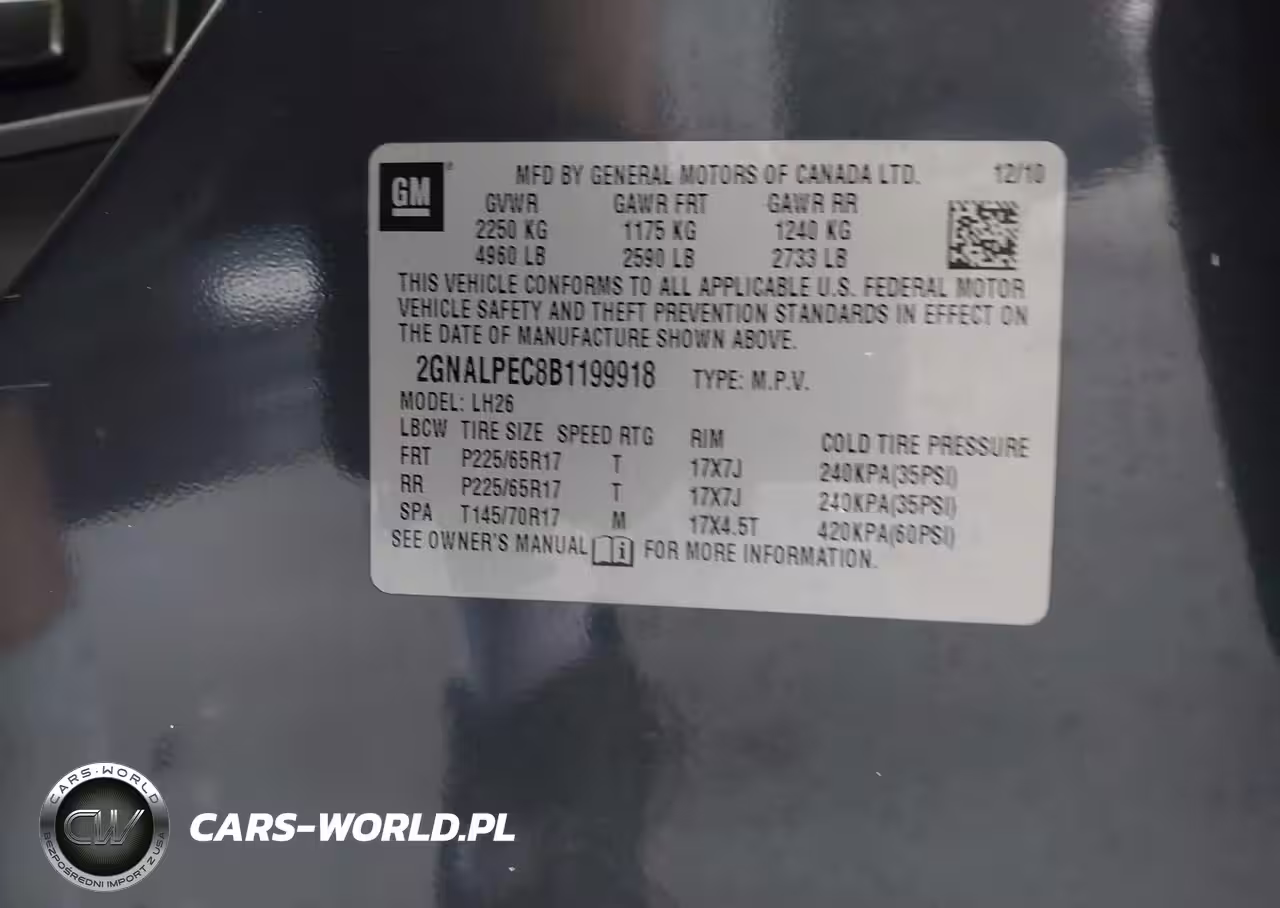 GM® MFD BY GENERAL MOTORS OF CANADA LTD. 12/10
GVWR GAWR FRT GAWR RR
2250 KG 1175 KG 1240 KG
4960 LB 2590 LB 2733 LB
THIS VEHICLE CONFORMS TO ALL APPLICABLE U.S. FEDERAL MOTOR
VEHICLE SAFETY AND THEFT PREVENTION STANDARDS IN EFFECT ON
THE DATE OF MANUFACTURE SHOWN ABOVE.
2GNALPEC8B1199918 TYPE: M.P.V.
MODEL: LH26
LBCW TIRE SIZE SPEED RTG RIM COLD TIRE PRESSURE
FRT P225/65R17 T 17X7J 240KPA(35PSI)
RR P225/65R17 T 17X7J 240KPA(35PSI)
SPA T145/70R17 M 17X4.5T 420KPA(60PSI)
SEE OWNER'S MANUAL FOR MORE INFORMATION.
CARS-WORLD
CW
BEZPOŚREDNI IMPORT Z USA
CARS-WORLD.PL